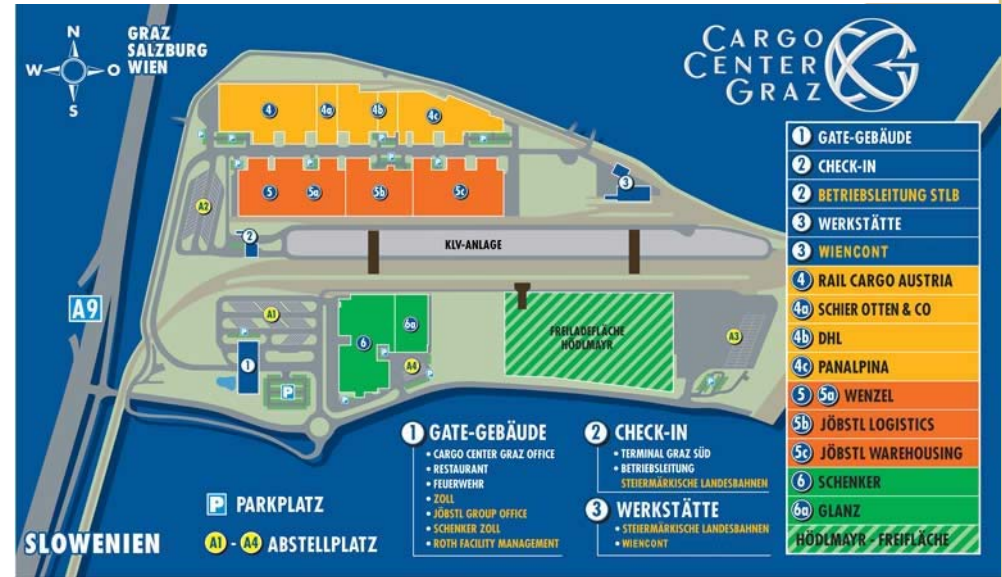 N
W O
S
GRAZ
SALZBURG
WIEN
CARGO
CENTER
GRAZ
4
4a
4b
4c
P
P
P
P
P
P
P
P
5
5a
5b
5c
3
A2
2
KLV-ANLAGE
A9
A1
P
1
P
6
6a
P
A4
P
P
FREILADEFLÄCHE
HÖDLMAYR
A3
P
1 GATE-GEBÄUDE
2 CHECK-IN
2 BETRIEBSLEITUNG STLB
3 WERKSTÄTTE
3 WIENCONT
4 RAIL CARGO AUSTRIA
4a SCHIER OTTEN & CO
4b DHL
4c PANALPINA
5 5a WENZEL
5b JÖBSTL LOGISTICS
5c JÖBSTL WAREHOUSING
6 SCHENKER
6a GLANZ
HÖDLMAYR - FREIFLÄCHE
1 GATE-GEBÄUDE
• CARGO CENTER GRAZ OFFICE
• RESTAURANT
• FEUERWEHR
• ZOLL
• JÖBSTL GROUP OFFICE
• SCHENKER ZOLL
• ROTH FACILITY MANAGEMENT
2 CHECK-IN
• TERMINAL GRAZ SÜD
• BETRIEBSLEITUNG
STEIERMÄRKISCHE LANDESBAHNEN
3 WERKSTÄTTE
• STEIERMÄRKISCHE LANDESBAHNEN
• WIENCONT
P PARKPLATZ
A1 - A4 ABSTELLPLATZ
SLOWENIEN